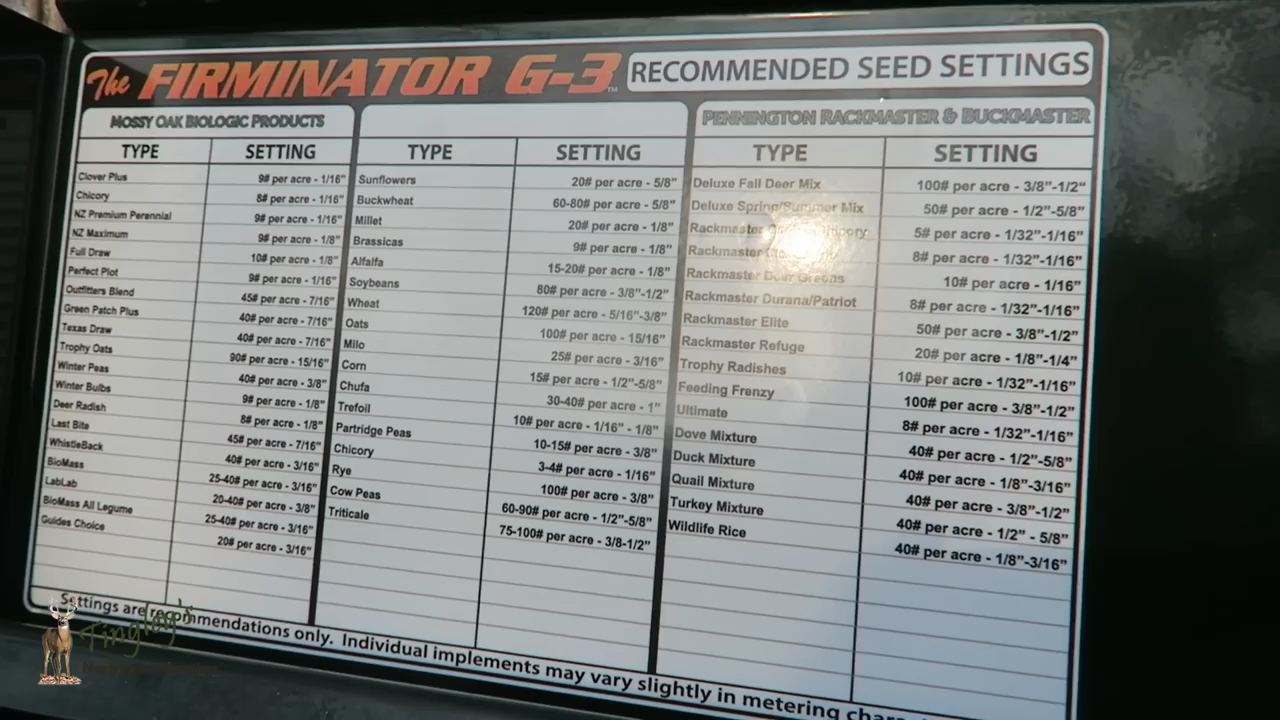 The FIRMINATOR G-3™ RECOMMENDED SEED SETTINGS
MOSSY OAK BIOLOGIC PRODUCTS
TYPE SETTING
Clover Plus 9# per acre - 1/16"
Chicory 8# per acre - 1/16"
NZ Premium Perennial 9# per acre - 1/16"
NZ Maximum 9# per acre - 1/8"
Full Draw 10# per acre - 1/8"
Perfect Plot 9# per acre - 1/16"
Outfitters Blend 45# per acre - 7/16"
Green Patch Plus 40# per acre - 7/16"
Texas Draw 40# per acre - 7/16"
Trophy Oats 90# per acre - 15/16"
Winter Peas 40# per acre - 3/8"
Winter Bulbs 9# per acre - 1/8"
Deer Radish 8# per acre - 1/8"
Last Bite 45# per acre - 7/16"
WhistleBack 40# per acre - 3/16"
BioMass 25-40# per acre - 3/16"
LabLab 20-40# per acre - 3/8"
BioMass All Legume 25-40# per acre - 3/16"
Guides Choice 20# per acre - 3/16"
TYPE SETTING
Sunflowers 20# per acre - 5/8"
Buckwheat 60-80# per acre - 5/8"
Millet 20# per acre - 1/8"
Brassicas 9# per acre - 1/8"
Alfalfa 15-20# per acre - 1/8"
Soybeans 80# per acre - 3/8"-1/2"
Wheat 120# per acre - 5/16"-3/8"
Oats 100# per acre - 15/16"
Milo 25# per acre - 3/16"
Corn 15# per acre - 1/2"-5/8"
Chufa 30-40# per acre - 1"
Trefoil 10# per acre - 1/16" - 1/8"
Partridge Peas 10-15# per acre - 3/8"
Chicory 3-4# per acre - 1/16"
Rye 100# per acre - 3/8"
Cow Peas 60-90# per acre - 1/2"-5/8"
Triticale 75-100# per acre - 3/8-1/2"
PENNINGTON RACKMASTER & BUCKMASTER
TYPE SETTING
Deluxe Fall Deer Mix 100# per acre - 3/8"-1/2"
Deluxe Spring/Summer Mix 50# per acre - 1/2"-5/8"
Rackmaster 5# per acre - 1/32"-1/16"
Rackmaster 8# per acre - 1/32"-1/16"
Rackmaster Deer Greens 10# per acre - 1/16"
Rackmaster Durana/Patriot 8# per acre - 1/32"-1/16"
Rackmaster Elite 50# per acre - 3/8"-1/2"
Rackmaster Refuge 20# per acre - 1/8"-1/4"
Trophy Radishes 10# per acre - 1/32"-1/16"
Feeding Frenzy 100# per acre - 3/8"-1/2"
Ultimate 8# per acre - 1/32"-1/16"
Dove Mixture 40# per acre - 1/2"-5/8"
Duck Mixture 40# per acre - 1/8"-3/16"
Quail Mixture 40# per acre - 3/8"-1/2"
Turkey Mixture 40# per acre - 1/2" - 5/8"
Wildlife Rice 40# per acre - 1/8"-3/16"
Settings are recommendations only. Individual implements may vary slightly in metering